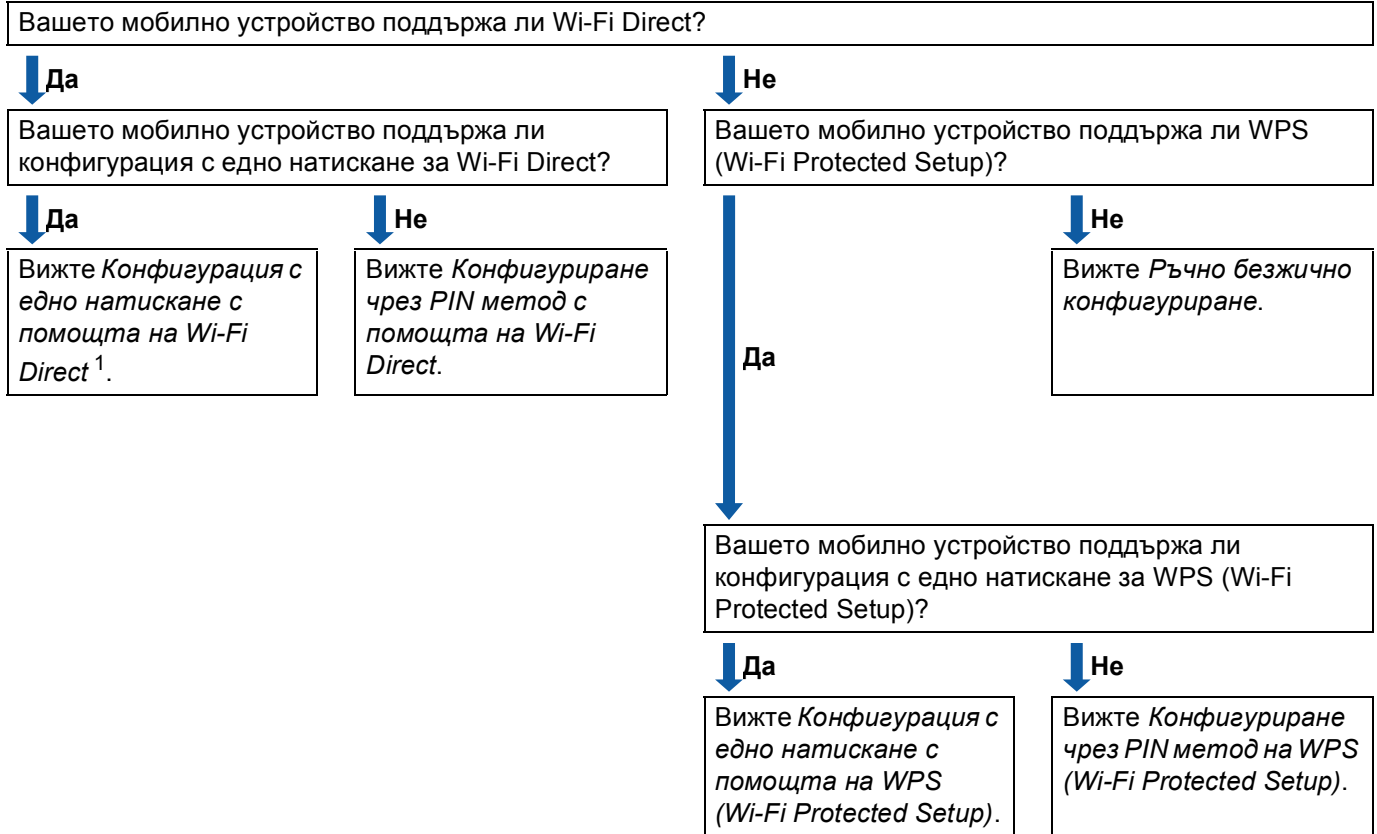 Вашето мобилно устройство поддържа ли Wi-Fi Direct?
Да
Не
Вашето мобилно устройство поддържа ли
конфигурация с едно натискане за Wi-Fi Direct?
Вашето мобилно устройство поддържа ли WPS
(Wi-Fi Protected Setup)?
Да
Не
Не
Вижте Конфигурация с
едно натискане с
помощта на Wi-Fi
Direct 1.
Вижте Конфигуриране
чрез PIN метод с
помощта на Wi-Fi
Direct.
Да
Вижте Ръчно безжично
конфигуриране.
Вашето мобилно устройство поддържа ли
конфигурация с едно натискане за WPS (Wi-Fi
Protected Setup)?
Да
Не
Вижте Конфигурация с
едно натискане с
помощта на WPS
(Wi-Fi Protected Setup).
Вижте Конфигуриране
чрез PIN метод на WPS
(Wi-Fi Protected Setup).